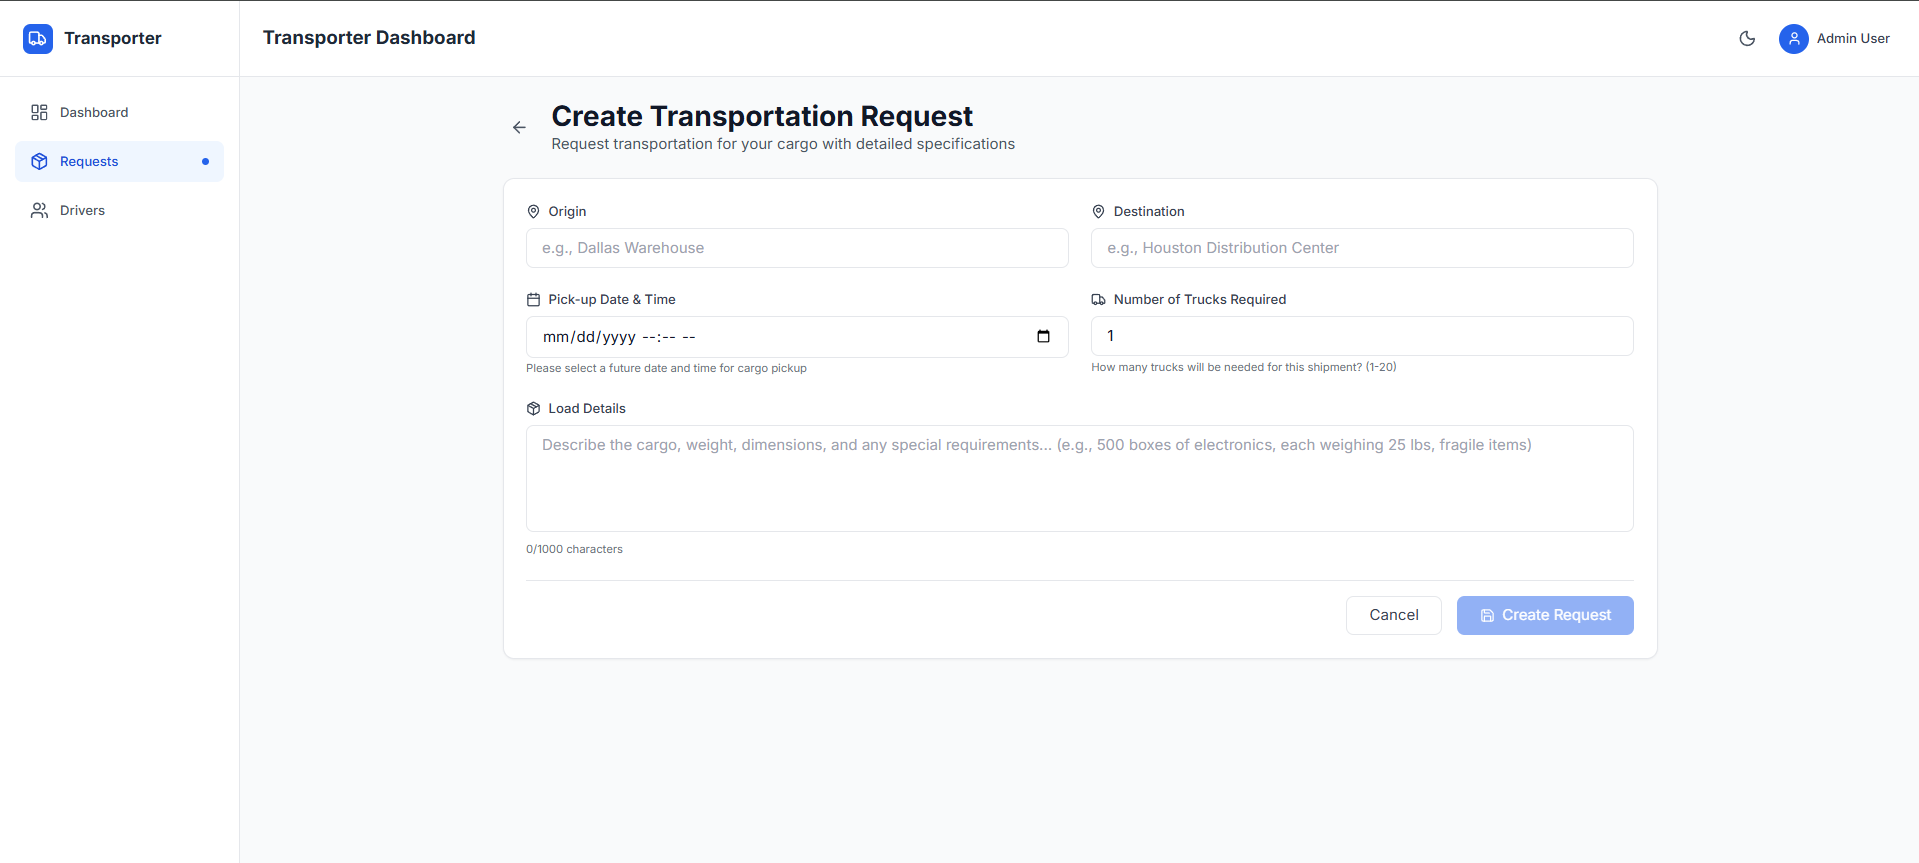 Transporter
Transporter Dashboard
Admin User
Dashboard
Requests
Drivers
Create Transportation Request
Request transportation for your cargo with detailed specifications
Origin
e.g., Dallas Warehouse
Destination
e.g., Houston Distribution Center
Pick-up Date & Time
mm/dd/yyyy --:-- --
Please select a future date and time for cargo pickup
Number of Trucks Required
1
How many trucks will be needed for this shipment? (1-20)
Load Details
Describe the cargo, weight, dimensions, and any special requirements... (e.g., 500 boxes of electronics, each weighing 25 lbs, fragile items)
0/1000 characters
Cancel
Create Request